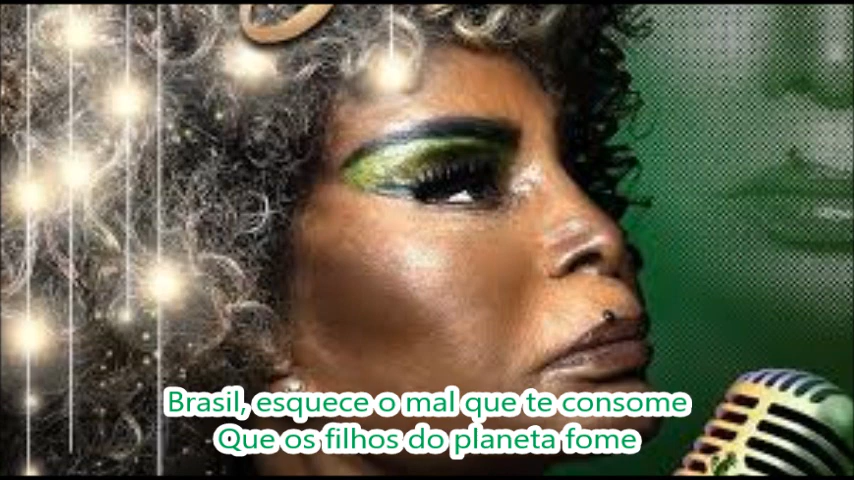 Brasil, esquece o mal que te consome
Que os filhos do planeta fome